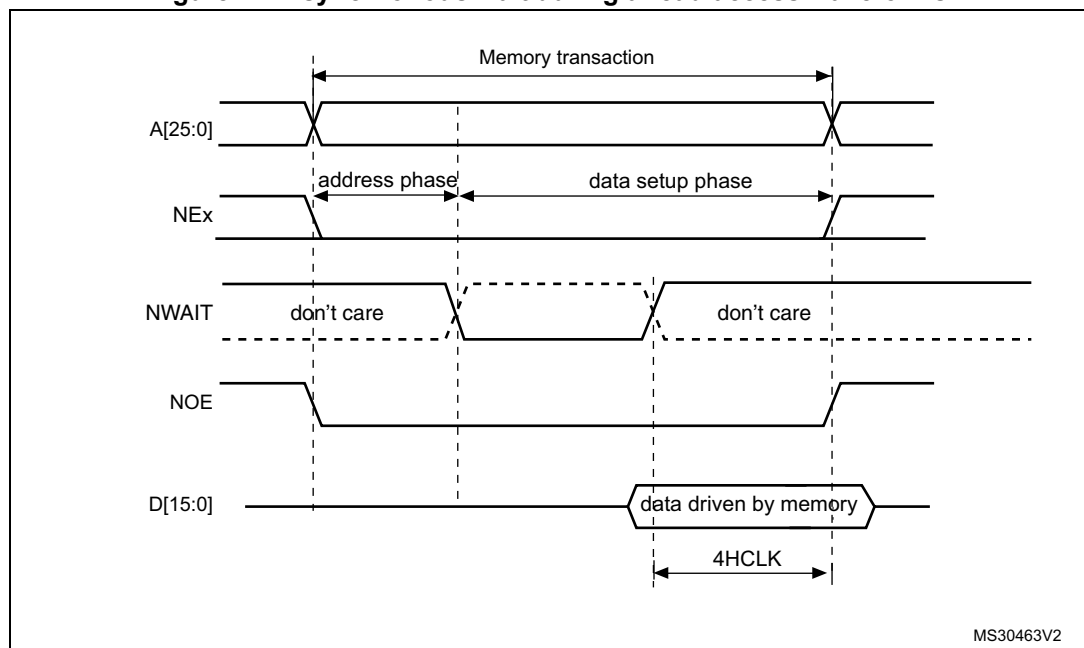 Memory transaction
A[25:0]
address phase
data setup phase
NEx
NWAIT
don't care
don't care
NOE
D[15:0]
data driven by memory
4HCLK
MS30463V2